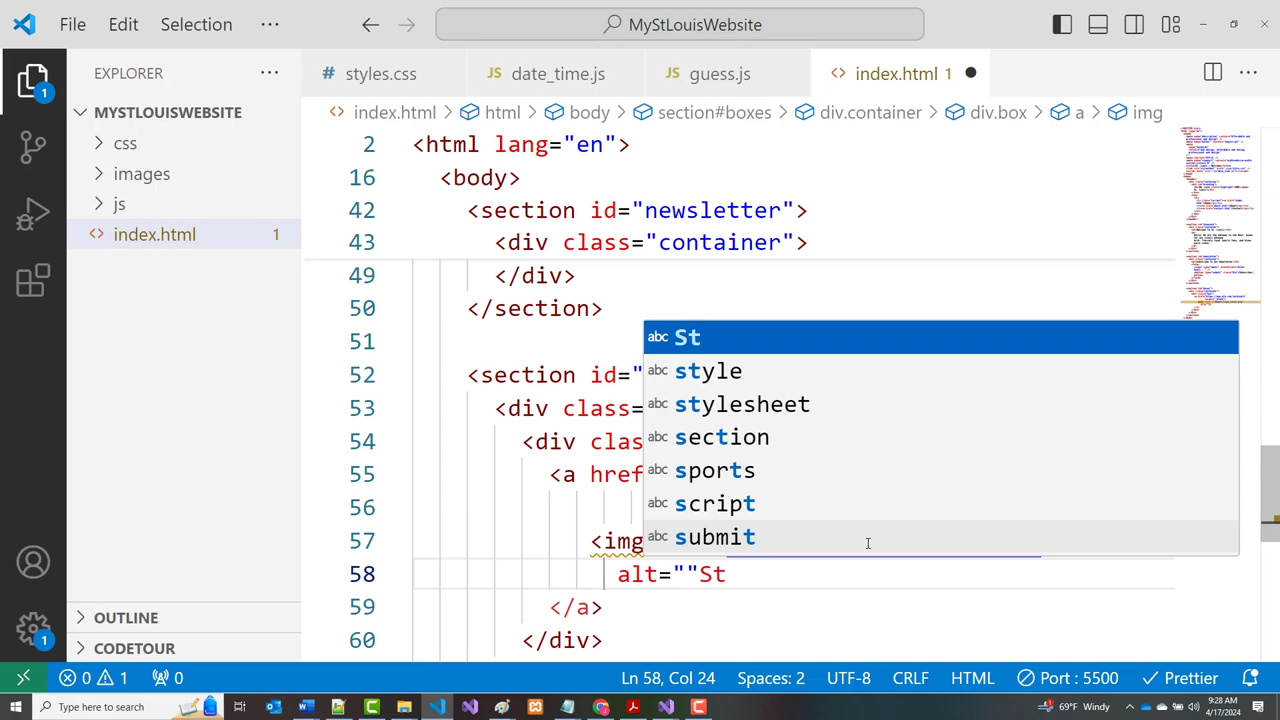 File Edit Selection ··· MyStLouisWebsite
EXPLORER ···
styles.css date_time.js guess.js index.html 1
MYSTLOUISWEBSITE
index.html > html > body > section#boxes > div.container > div.box > a > img
css
images
js
index.html 1
2 <html lang="en">
16 <body>
42 <section id="newsletter">
43 <div class="container">
49 </div>
50 </section>
51
52 <section id="
53 <div class=
54 <div clas
55 <a href
56
57 <img
58 alt=""St
59 </a>
60 </div>
abc St
abc style
abc stylesheet
abc section
abc sports
abc script
abc submit
OUTLINE
CODETOUR
0 1 0 Ln 58, Col 24 Spaces: 2 UTF-8 CRLF HTML Port : 5500 Prettier
Type here to search 69°F Windy 9:28 AM
4/17/2024